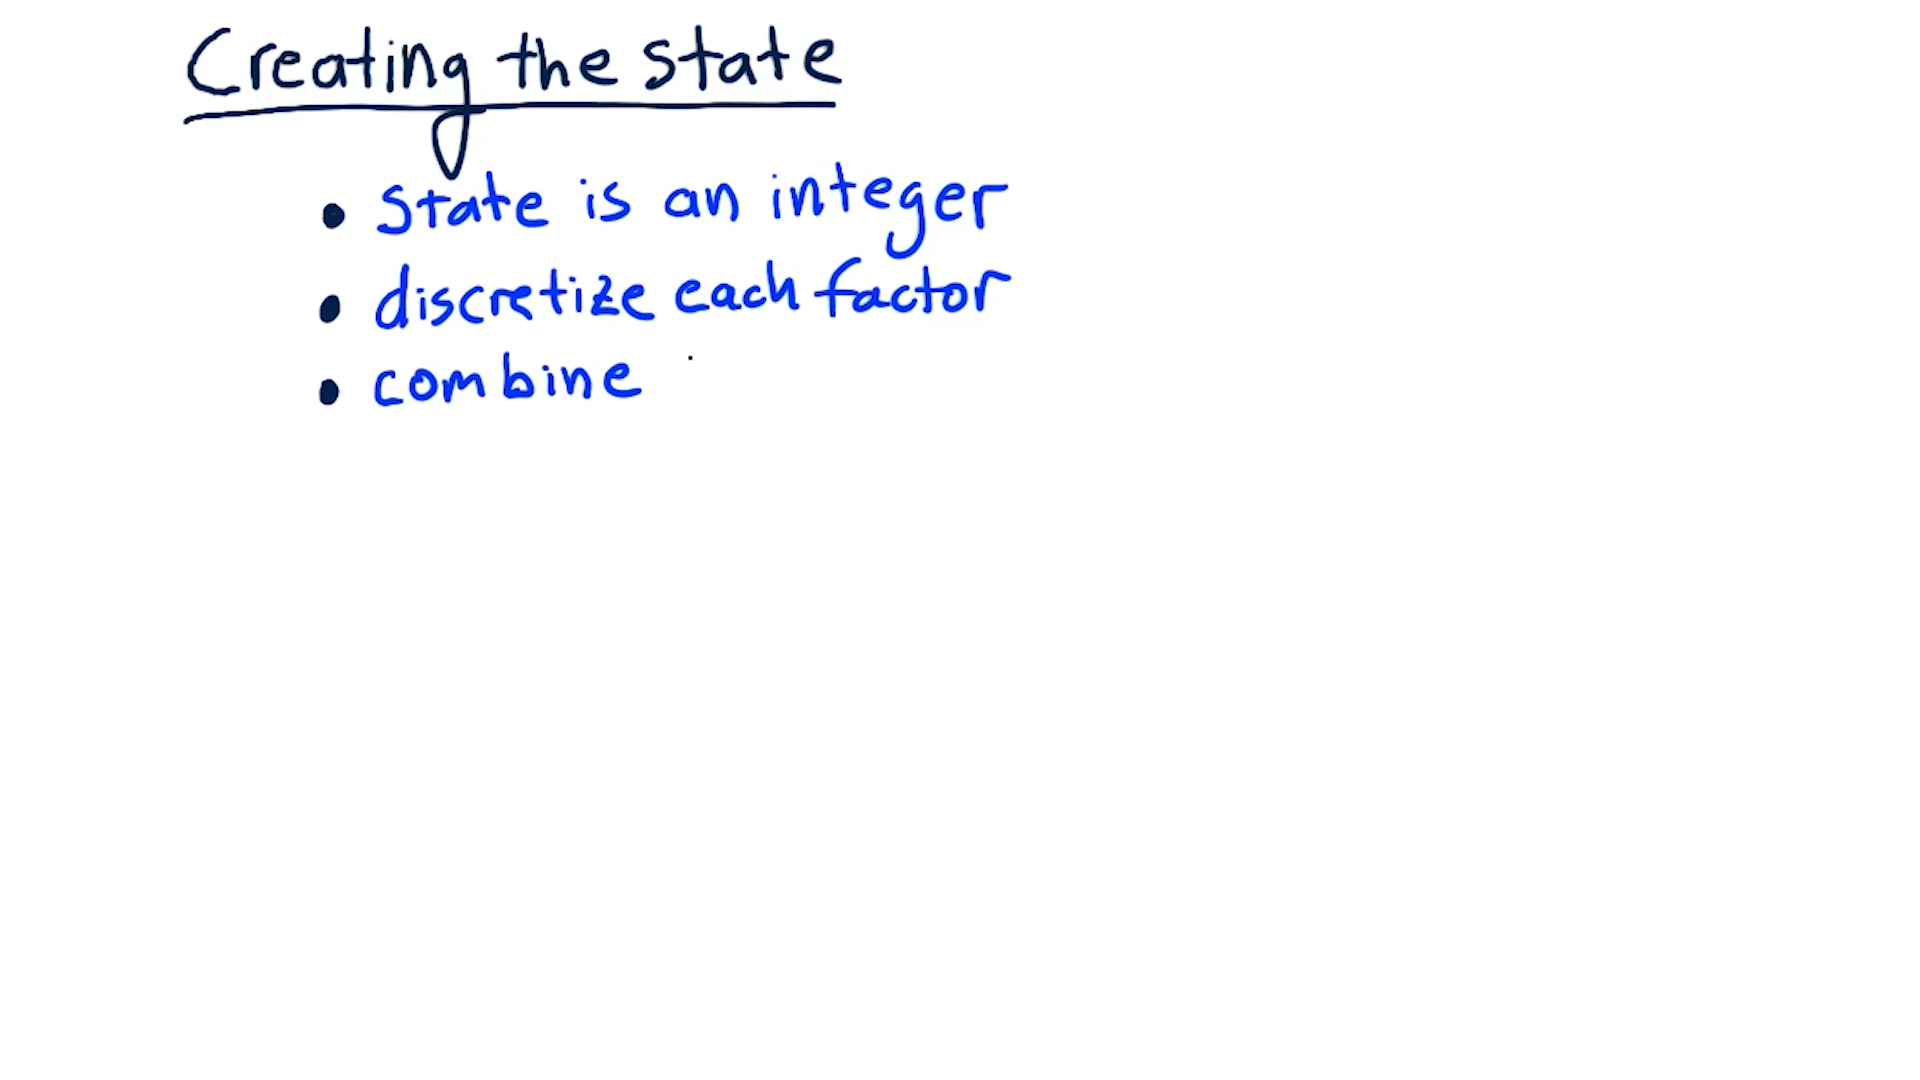 Creating the state
• state is an integer
• discretize each factor
• combine